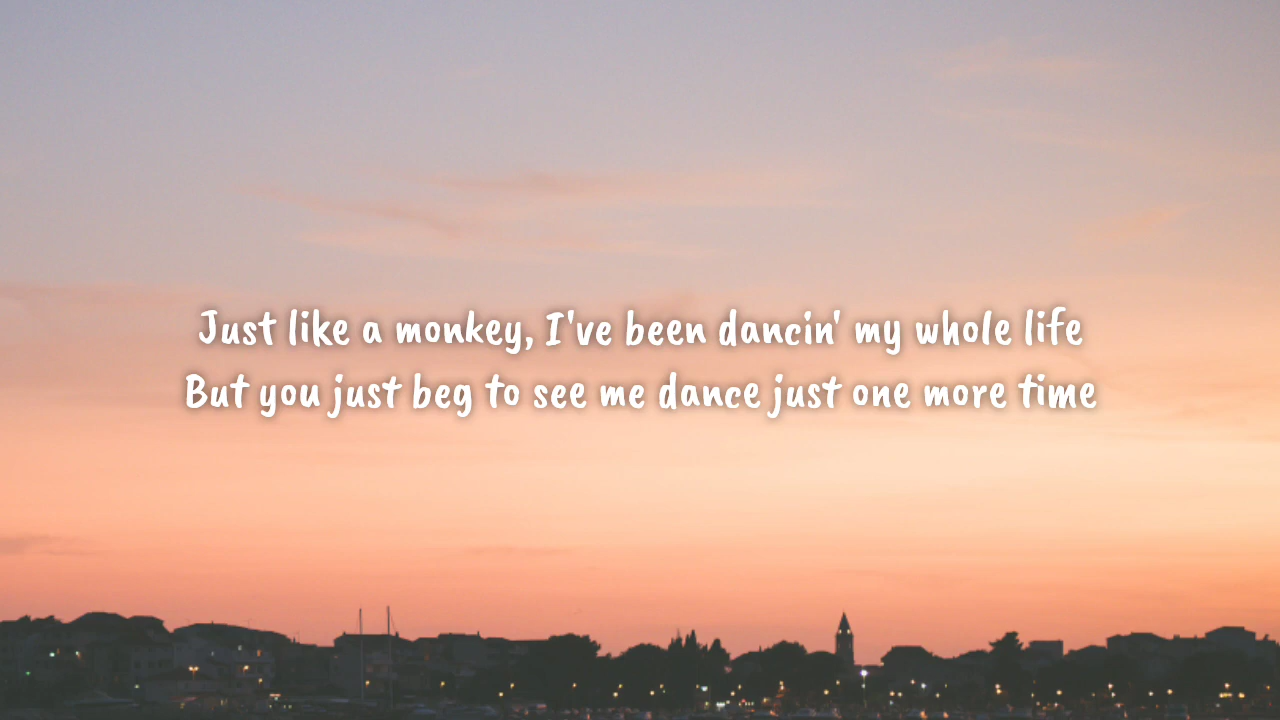 Just like a monkey, I've been dancin' my whole life
But you just beg to see me dance just one more time